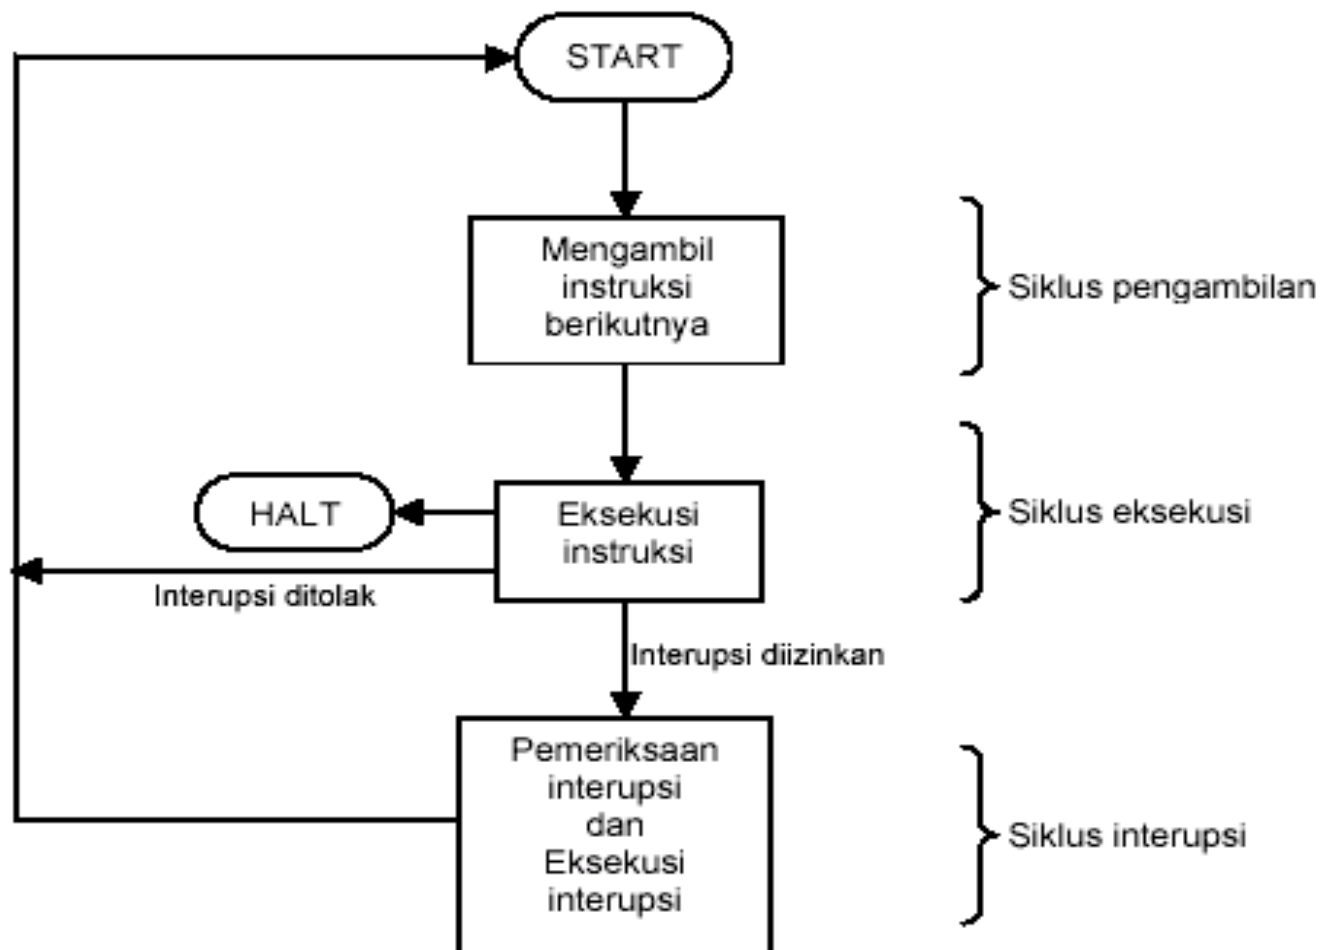 START
Mengambil
instruksi
berikutnya
Siklus pengambilan
HALT
Eksekusi
instruksi
Siklus eksekusi
Interupsi ditolak
Interupsi diizinkan
Pemeriksaan
interupsi
dan
Eksekusi
interupsi
Siklus interupsi